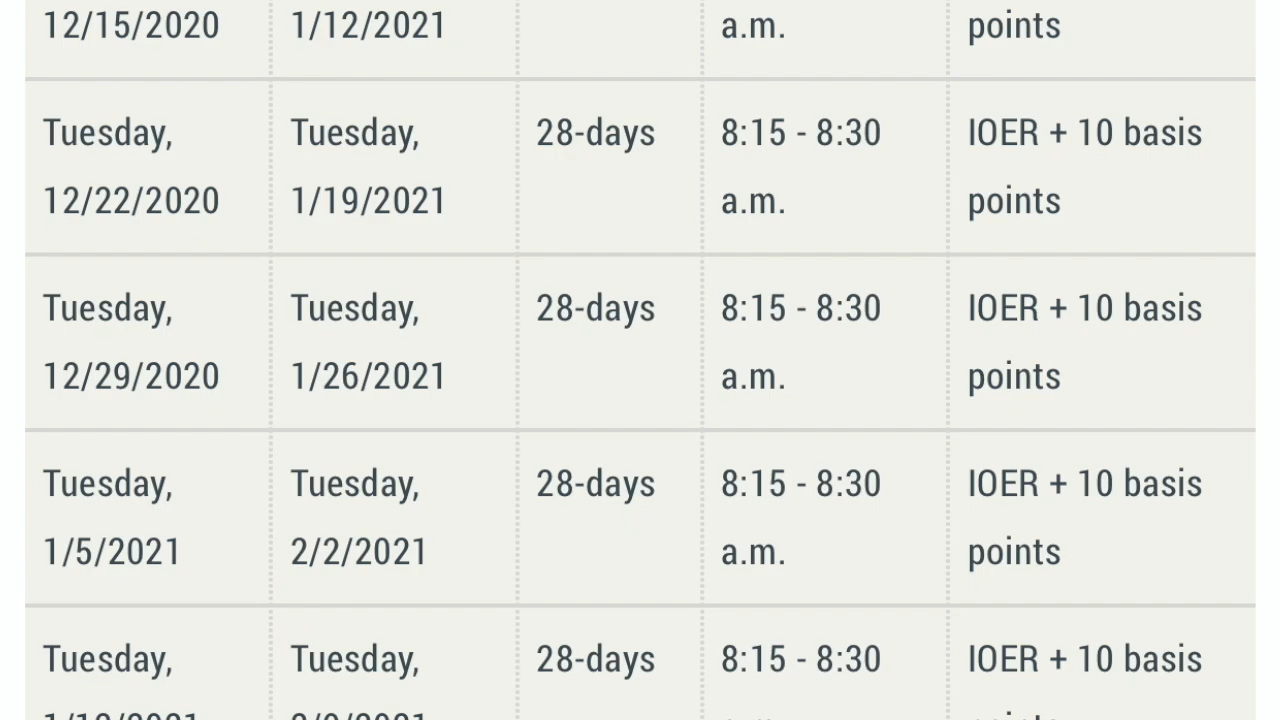 12/15/2020 1/12/2021 a.m. points
Tuesday, Tuesday, 28-days 8:15 - 8:30 IOER + 10 basis
12/22/2020 1/19/2021 a.m. points
Tuesday, Tuesday, 28-days 8:15 - 8:30 IOER + 10 basis
12/29/2020 1/26/2021 a.m. points
Tuesday, Tuesday, 28-days 8:15 - 8:30 IOER + 10 basis
1/5/2021 2/2/2021 a.m. points
Tuesday, Tuesday, 28-days 8:15 - 8:30 IOER + 10 basis